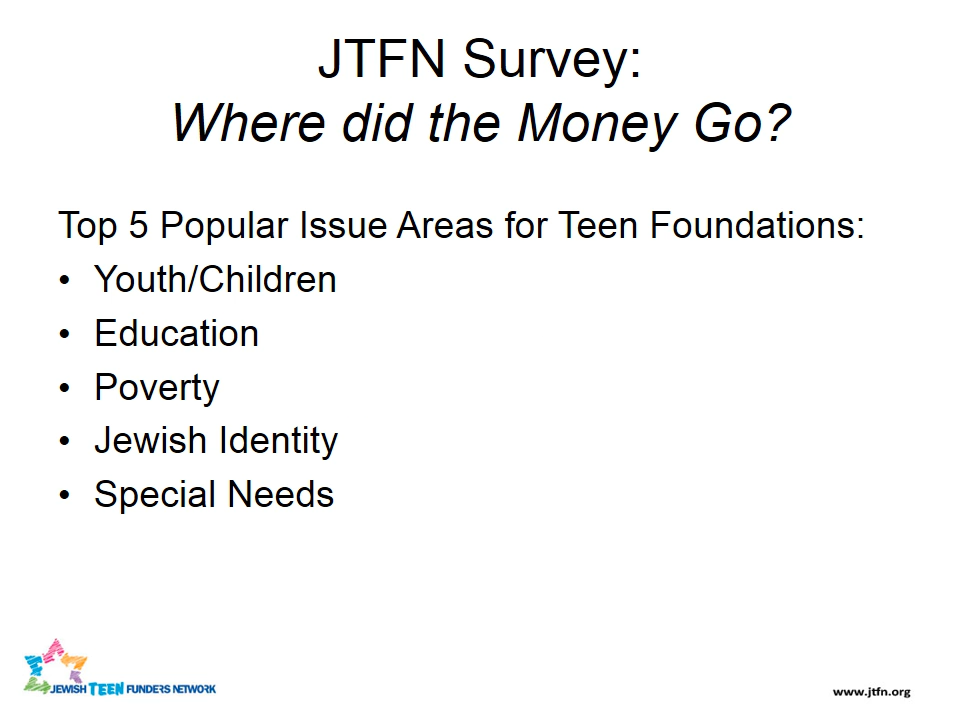 JTFN Survey:
Where did the Money Go?
Top 5 Popular Issue Areas for Teen Foundations:
• Youth/Children
• Education
• Poverty
• Jewish Identity
• Special Needs
JEWISH TEEN FUNDERS NETWORK
www.jtfn.org